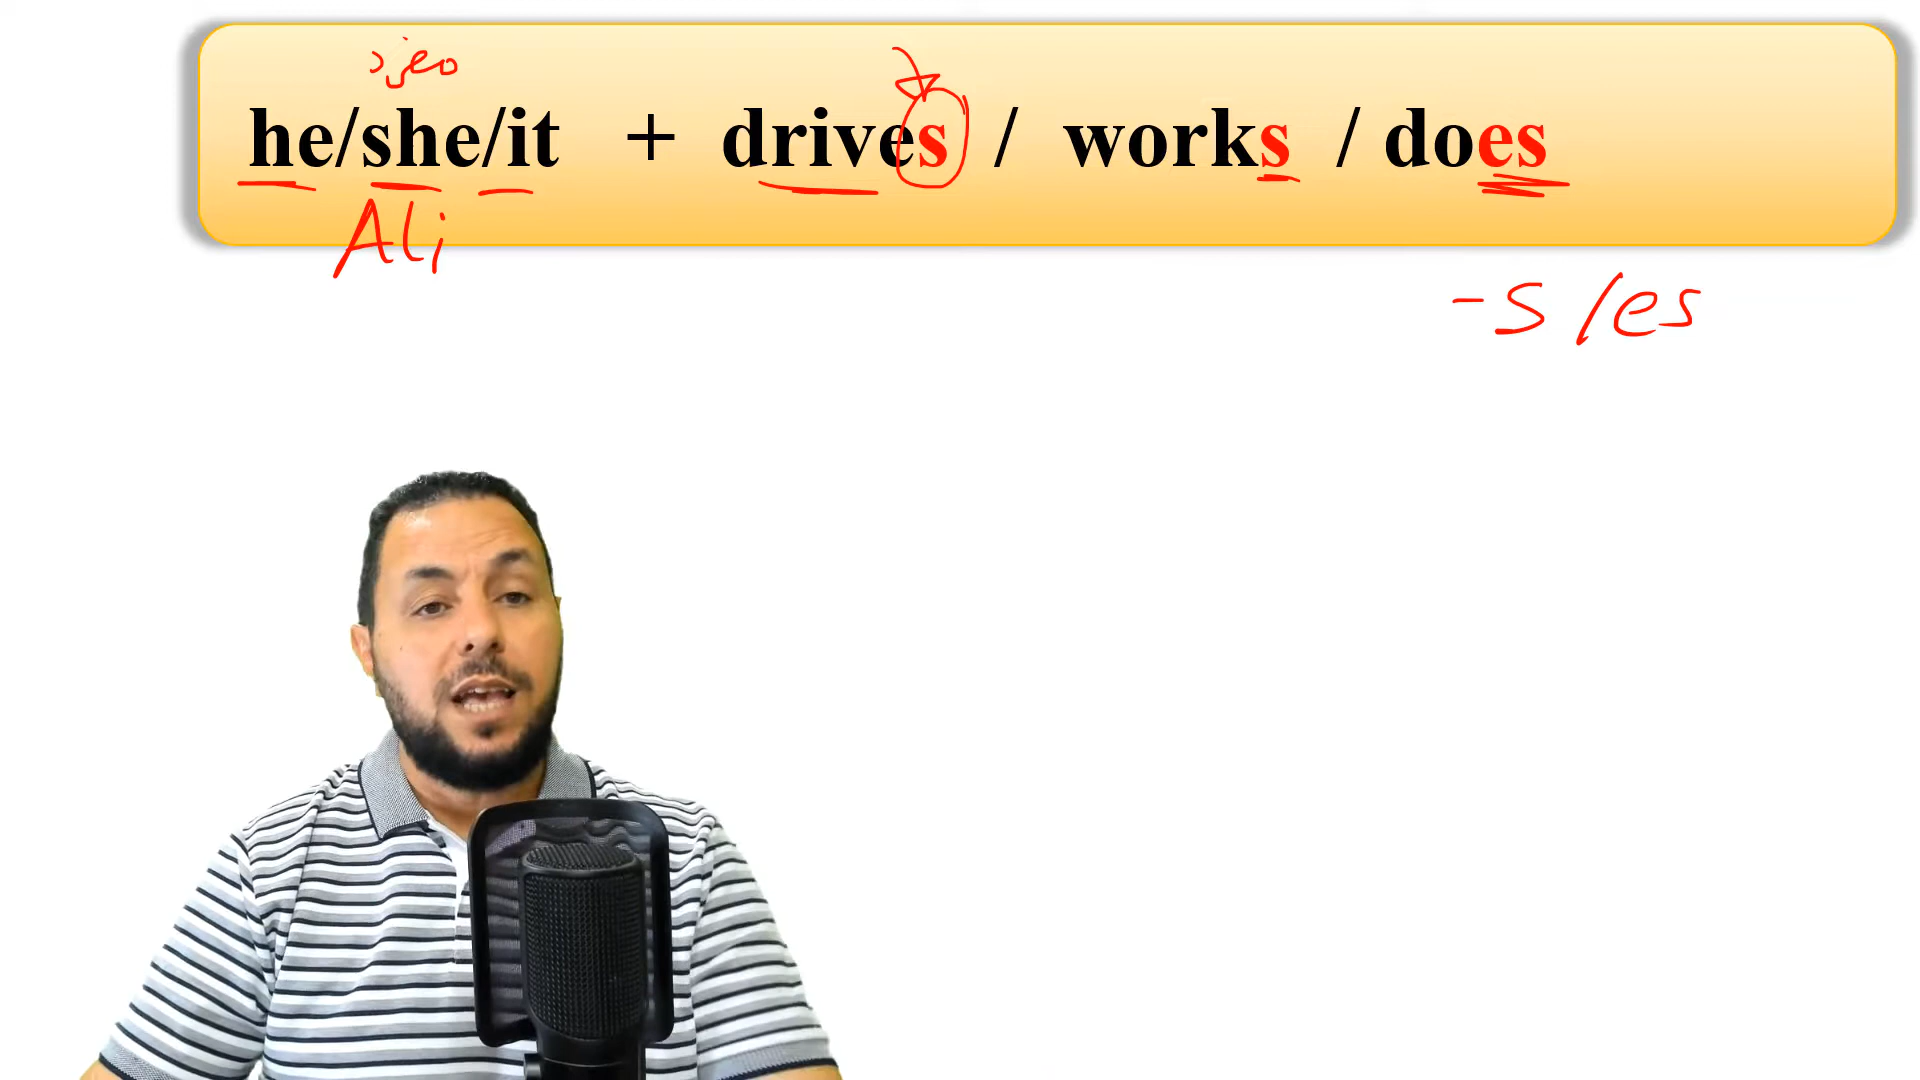 مفرد
he/she/it + drives / works / does
Ali
-s /es